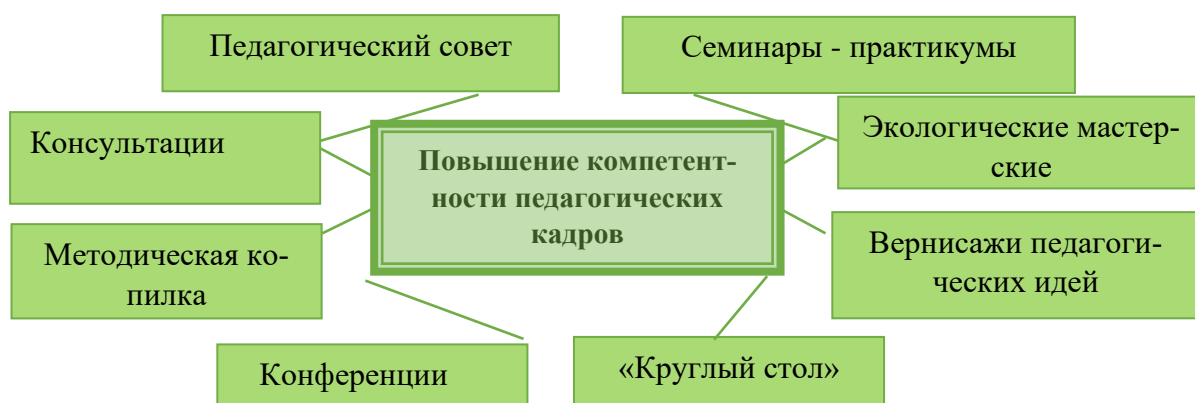 Педагогический совет
Семинары - практикумы
Консультации
Экологические мастер-
ские
Повышение компетент-
ности педагогических
кадров
Методическая ко-
пилка
Вернисажи педагоги-
ческих идей
Конференции
«Круглый стол»